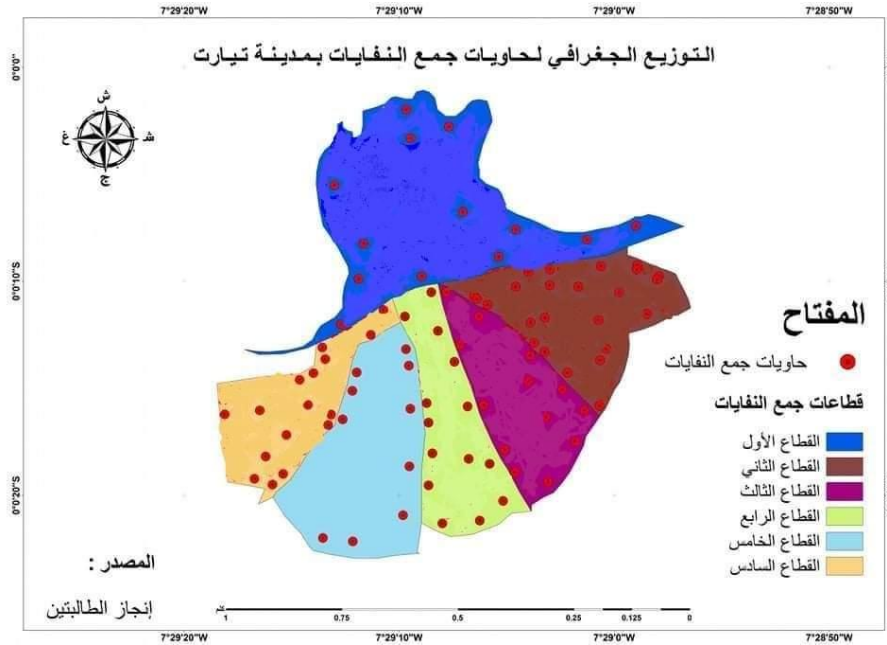 7°29'20"W 7°29'10"W 7°29'0"W 7°28'50"W
التوزيع الجغرافي لحاويات جمع النفايات بمدينة تيارت
0°0'0"
0°0'10"S
0°0'20"S
ش
غ
ش
ج
المفتاح
حاويات جمع النفايات
قطاعات جمع النفايات
القطاع الأول
القطاع الثاني
القطاع الثالث
القطاع الرابع
القطاع الخامس
القطاع السادس
المصدر :
إنجاز الطالبتين
كلم
1 0.75 0.5 0.25 0.125 0
7°29'20"W 7°29'10"W 7°29'0"W 7°28'50"W